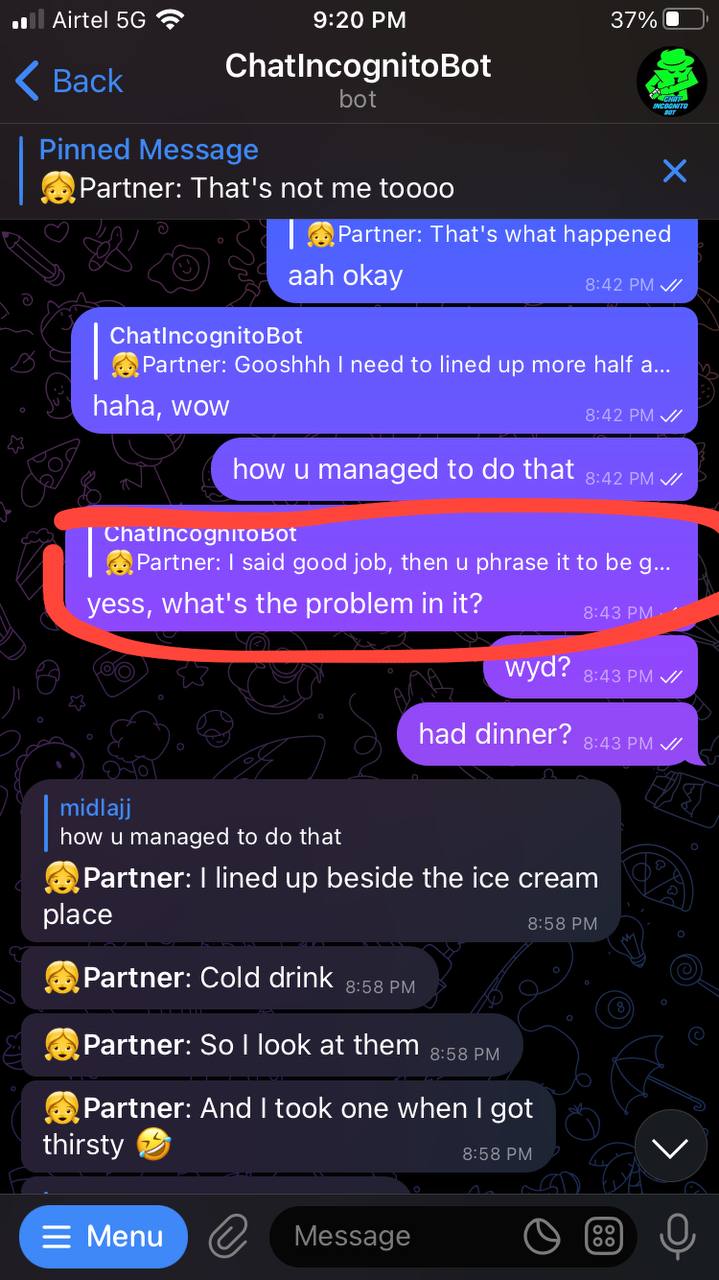 Airtel 5G 9:20 PM 37%
Back ChatIncognitoBot
bot
CHAT
INCOGNITO
BOT
Pinned Message
👧Partner: That's not me toooo
👧Partner: That's what happened
aah okay 8:42 PM
ChatIncognitoBot
👧Partner: Gooshhh I need to lined up more half a...
haha, wow 8:42 PM
how u managed to do that 8:42 PM
ChatIncognitoBot
👧Partner: I said good job, then u phrase it to be g...
yess, what's the problem in it? 8:43 PM
wyd? 8:43 PM
had dinner? 8:43 PM
midlajj
how u managed to do that
👧Partner: I lined up beside the ice cream
place 8:58 PM
👧Partner: Cold drink 8:58 PM
👧Partner: So I look at them 8:58 PM
👧Partner: And I took one when I got
thirsty 🤣 8:58 PM
Menu Message